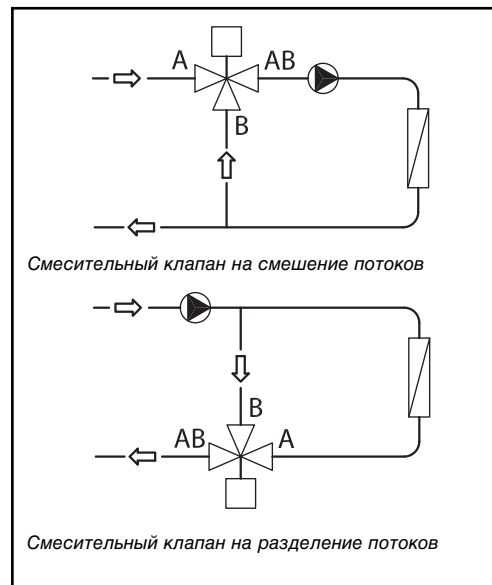 A AB
B
Смесительный клапан на смешение потоков
B
AB A
Смесительный клапан на разделение потоков